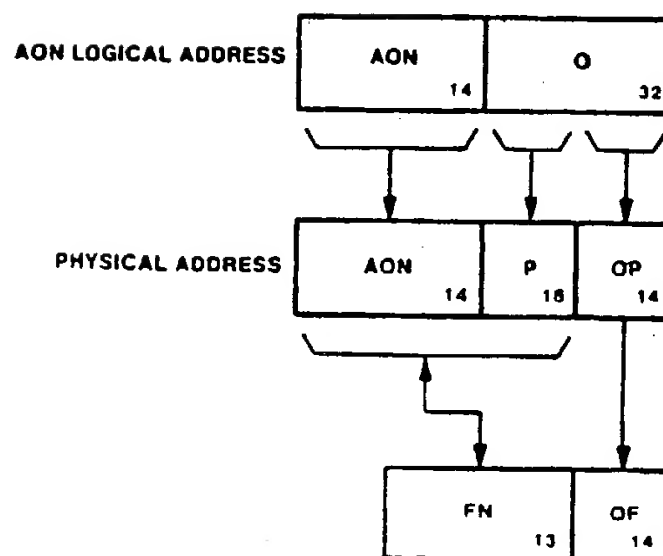 AON LOGICAL ADDRESS
AON
14
O
32
PHYSICAL ADDRESS
AON
14
P
18
OP
14
FN
13
OF
14